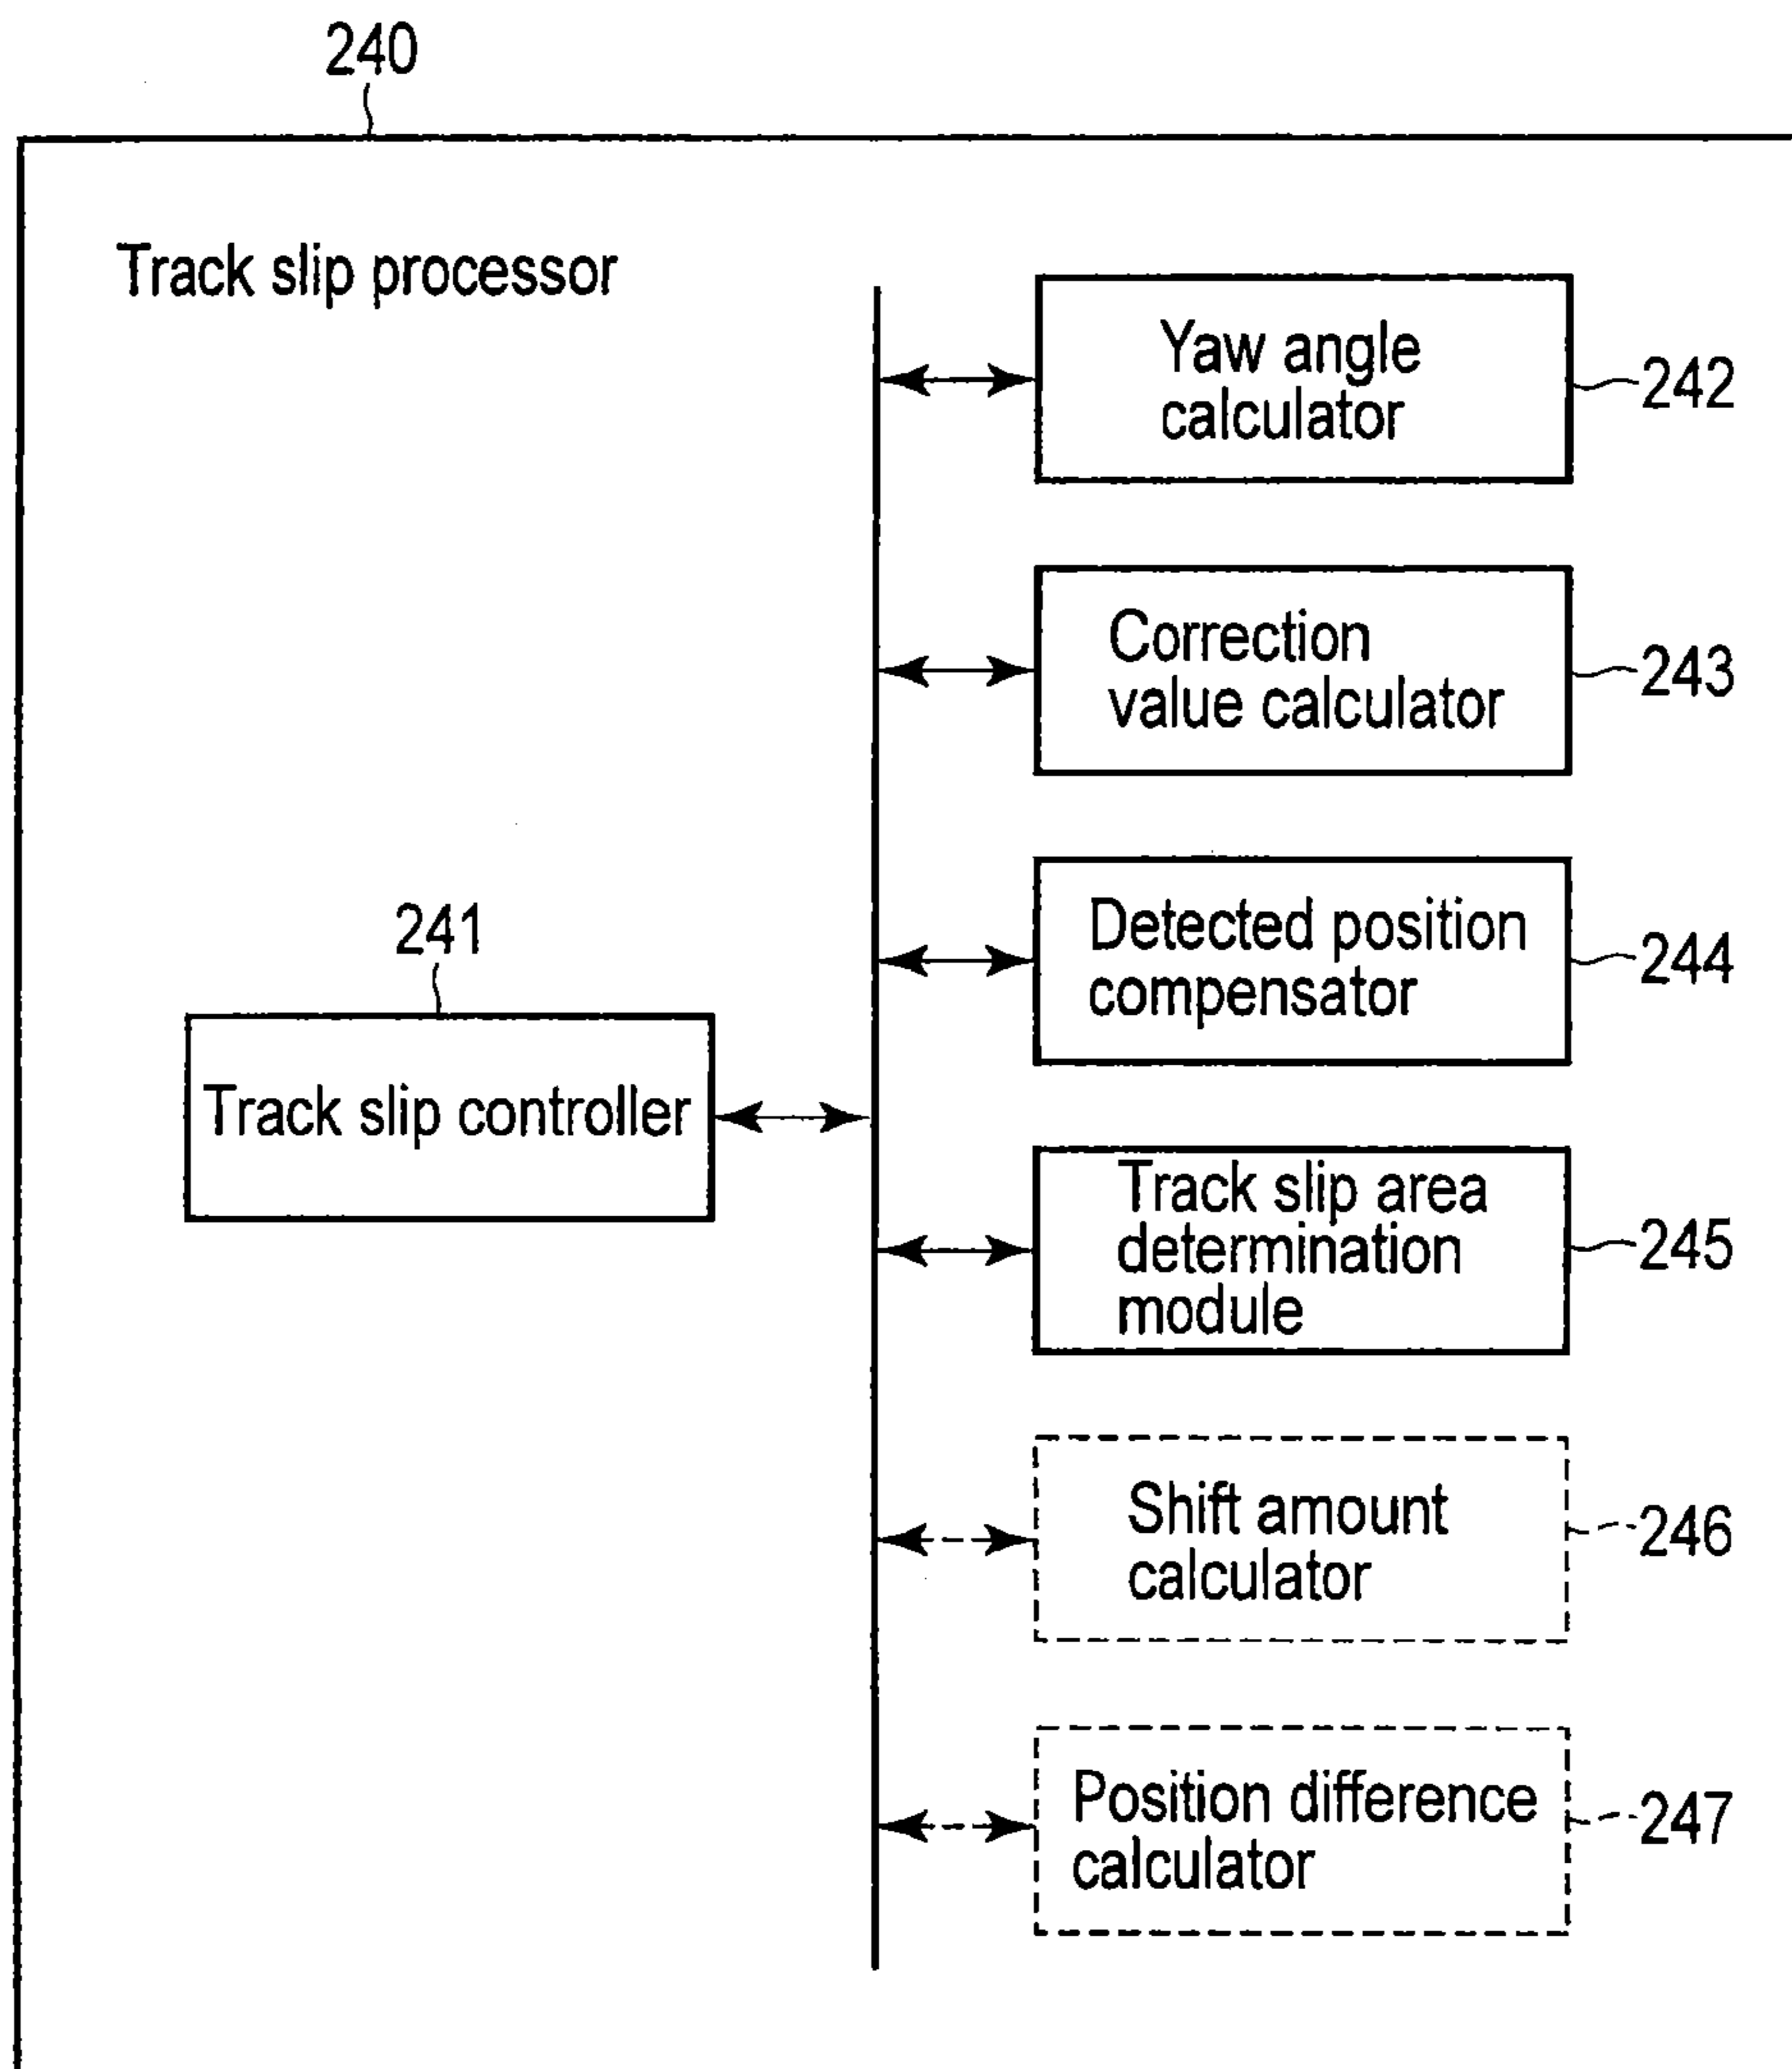 240
Track slip processor
Yaw angle
calculator
242
Correction
value calculator
243
Detected position
compensator
244
241
Track slip controller
Track slip area
determination
module
245
Shift amount
calculator
246
Position difference
calculator
247